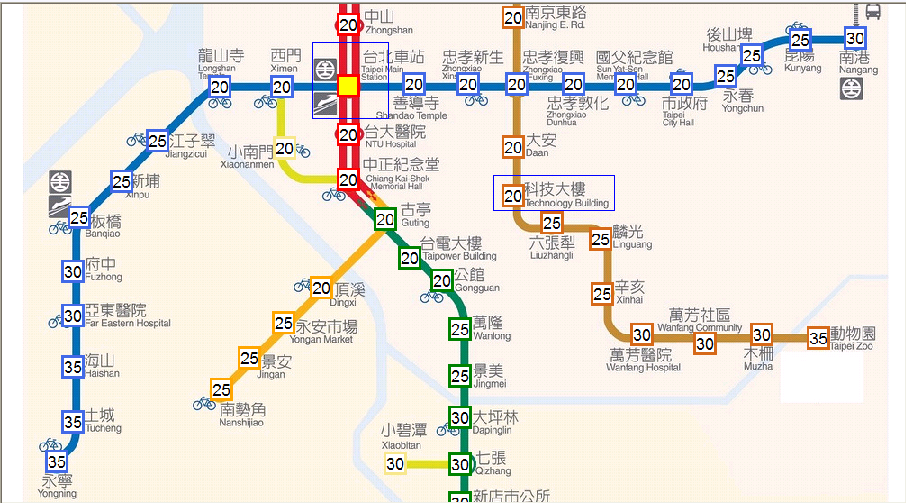 20
中山
Zhongshan
20
南京東路
Nanjing E. Rd.
龍山寺
Longshan
Temple
20
西門
Ximen
20
台北車站
Taipei Main
Station
20
善導寺
Shandao Temple
忠孝新生
Zhongxiao
20
忠孝復興
Zhongxiao
Fuxing
20
20
忠孝敦化
Zhongxiao
Dunhua
國父紀念館
Sun Yat-Sen
Memorial Hall
20
20
市政府
Taipei
City Hall
後山埤
Houshan
25
25
永春
Yongchun
25
Kunyang
30
南港
Nangang
25
江子翠
Jiangzicui
小南門
Xiaonanmen
20
20
台大醫院
NTU Hospital
20
大安
Daan
25
新埔
Xinpu
20
中正紀念堂
Chiang Kai-Shek
Memorial Hall
20
科技大樓
Technology Building
25
板橋
Banqiao
20
古亭
Guting
25
六張犁
Liuzhangli
25
麟光
Linguang
20
台電大樓
Taipower Building
30
府中
Fuzhong
20
公館
Gongguan
20
頂溪
Dingxi
25
辛亥
Xinhai
30
亞東醫院
Far Eastern Hospital
25
永安市場
Yongan Market
25
萬隆
Wanlong
萬芳社區
Wanfang Community
30
30
萬芳醫院
Wanfang Hospital
30
木柵
Muzha
35
動物園
Taipei Zoo
35
海山
Haishan
25
景安
Jingan
25
景美
Jingmei
25
南勢角
Nanshijiao
35
土城
Tucheng
30
大坪林
Dapinglin
小碧潭
Xiaobitan
30
30
七張
Qizhang
35
永寧
Yongning
30
新店市公所